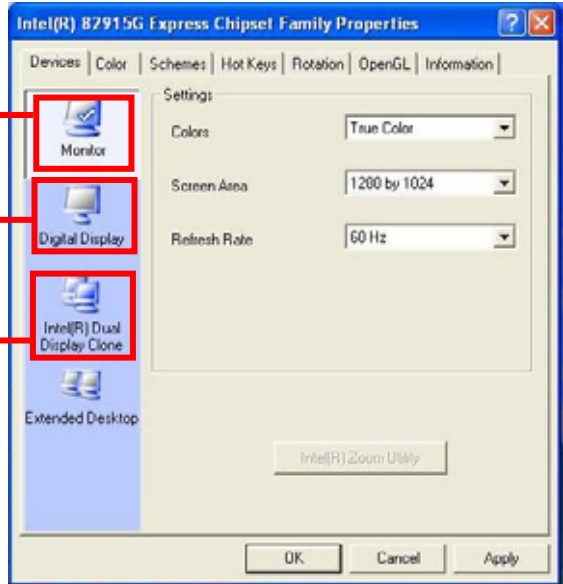 Intel(R) 82915G Express Chipset Family Properties
Devices Color Schemes Hot Keys Rotation OpenGL Information
Monitor
Digital Display
Intel(R) Dual
Display Clone
Extended Desktop
Settings
Colors True Color
Screen Area 1280 by 1024
Refresh Rate 60 Hz
Intel(R) Zoom Utility
OK Cancel Apply